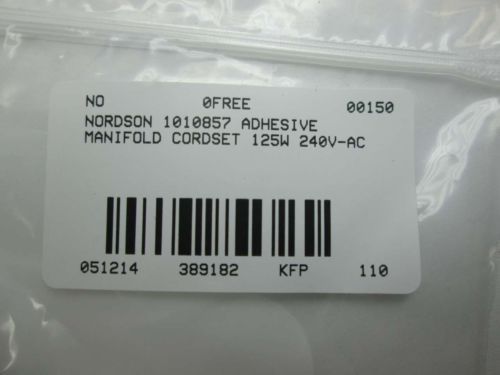 NO 0FREE 00150
NORDSON 1010857 ADHESIVE
MANIFOLD CORDSET 125W 240V-AC
051214 389182 KFP 110